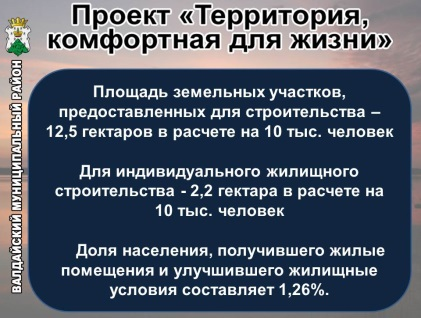 Проект «Территория,
комфортная для жизни»
ВАЛДАЙСКИЙ МУНИЦИПАЛЬНЫЙ РАЙОН
Площадь земельных участков,
предоставленных для строительства –
12,5 гектаров в расчете на 10 тыс. человек
Для индивидуального жилищного
строительства - 2,2 гектара в расчете на
10 тыс. человек
Доля населения, получившего жилые
помещения и улучшившего жилищные
условия составляет 1,26%.